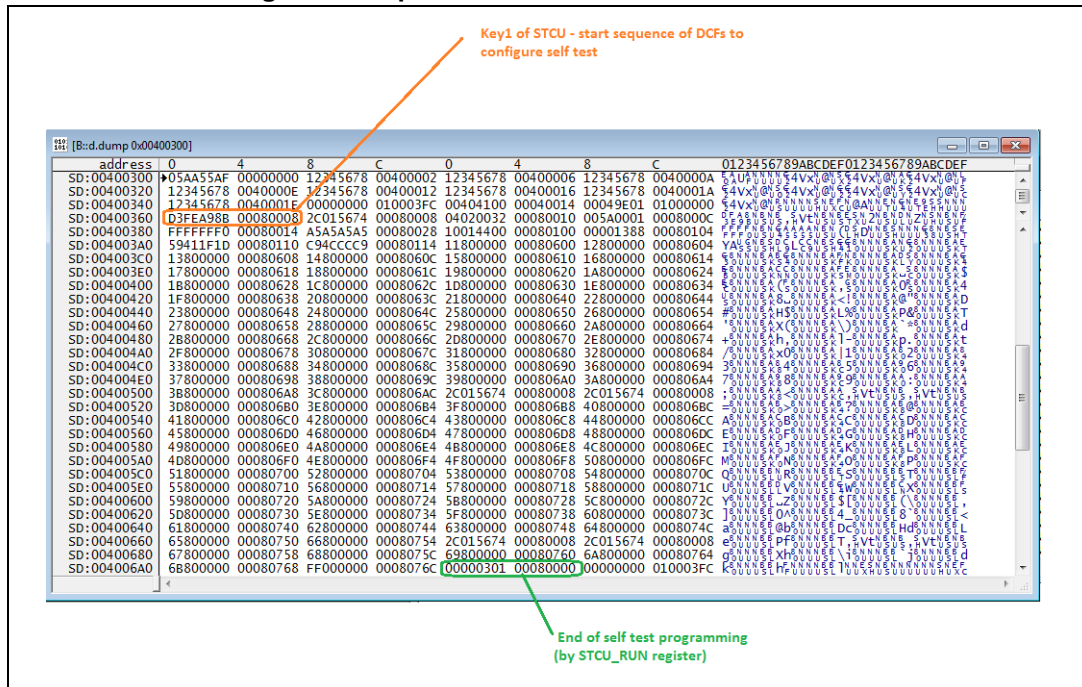 Key1 of STCU - start sequence of DCFs to
configure self test
[B::d.dump 0x00400300]
address 0 4 8 C 0 4 8 C 0123456789ABCDEF0123456789ABCDEF
SD:00400300 05AA55AF 00000000 12345678 00400002 12345678 00400006 12345678 0040000A
SD:00400320 12345678 0040000E 12345678 00400012 12345678 00400016 12345678 0040001A
SD:00400340 12345678 0040001E 00000000 010003FC 00404100 00400014 00049E01 01000000
SD:00400360 D3FEA98B 00080008 2C015674 00080008 04020032 00080010 005A0001 0008000C
SD:00400380 FFFFFFF0 00080014 A5A5A5A5 00080028 10014400 00080100 00001388 00080104
SD:004003A0 59411F1D 00080110 C94CCCC9 00080114 11800000 00080600 12800000 00080604
SD:004003C0 13800000 00080608 14800000 0008060C 15800000 00080610 16800000 00080614
SD:004003E0 17800000 00080618 18800000 0008061C 19800000 00080620 1A800000 00080624
SD:00400400 1B800000 00080628 1C800000 0008062C 1D800000 00080630 1E800000 00080634
SD:00400420 1F800000 00080638 20800000 0008063C 21800000 00080640 22800000 00080644
SD:00400440 23800000 00080648 24800000 0008064C 25800000 00080650 26800000 00080654
SD:00400460 27800000 00080658 28800000 0008065C 29800000 00080660 2A800000 00080664
SD:00400480 2B800000 00080668 2C800000 0008066C 2D800000 00080670 2E800000 00080674
SD:004004A0 2F800000 00080678 30800000 0008067C 31800000 00080680 32800000 00080684
SD:004004C0 33800000 00080688 34800000 0008068C 35800000 00080690 36800000 00080694
SD:004004E0 37800000 00080698 38800000 0008069C 39800000 000806A0 3A800000 000806A4
SD:00400500 3B800000 000806A8 3C800000 000806AC 2C015674 00080008 2C015674 00080008
SD:00400520 3D800000 000806B0 3E800000 000806B4 3F800000 000806B8 40800000 000806BC
SD:00400540 41800000 000806C0 42800000 000806C4 43800000 000806C8 44800000 000806CC
SD:00400560 45800000 000806D0 46800000 000806D4 47800000 000806D8 48800000 000806DC
SD:00400580 49800000 000806E0 4A800000 000806E4 4B800000 000806E8 4C800000 000806EC
SD:004005A0 4D800000 000806F0 4E800000 000806F4 4F800000 000806F8 50800000 000806FC
SD:004005C0 51800000 00080700 52800000 00080704 53800000 00080708 54800000 0008070C
SD:004005E0 55800000 00080710 56800000 00080714 57800000 00080718 58800000 0008071C
SD:00400600 59800000 00080720 5A800000 00080724 5B800000 00080728 5C800000 0008072C
SD:00400620 5D800000 00080730 5E800000 00080734 5F800000 00080738 60800000 0008073C
SD:00400640 61800000 00080740 62800000 00080744 63800000 00080748 64800000 0008074C
SD:00400660 65800000 00080750 66800000 00080754 2C015674 00080008 2C015674 00080008
SD:00400680 67800000 00080758 68800000 0008075C 69800000 00080760 6A800000 00080764
SD:004006A0 6B800000 00080768 FF000000 0008076C 00000301 00080000 00000000 010003FC
End of self test programming
(by STCU_RUN register)